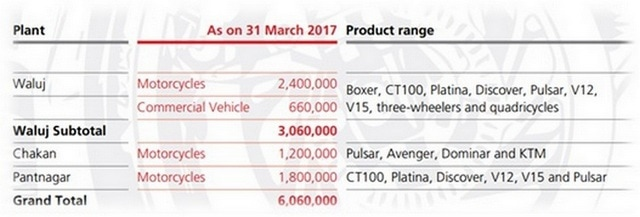 Plant As on 31 March 2017 Product range
Waluj Motorcycles 2,400,000 Boxer, CT100, Platina, Discover, Pulsar, V12,
Commercial Vehicle 660,000 V15, three-wheelers and quadricycles
Waluj Subtotal 3,060,000
Chakan Motorcycles 1,200,000 Pulsar, Avenger, Dominar and KTM
Pantnagar Motorcycles 1,800,000 CT100, Platina, Discover, V12, V15 and Pulsar
Grand Total 6,060,000